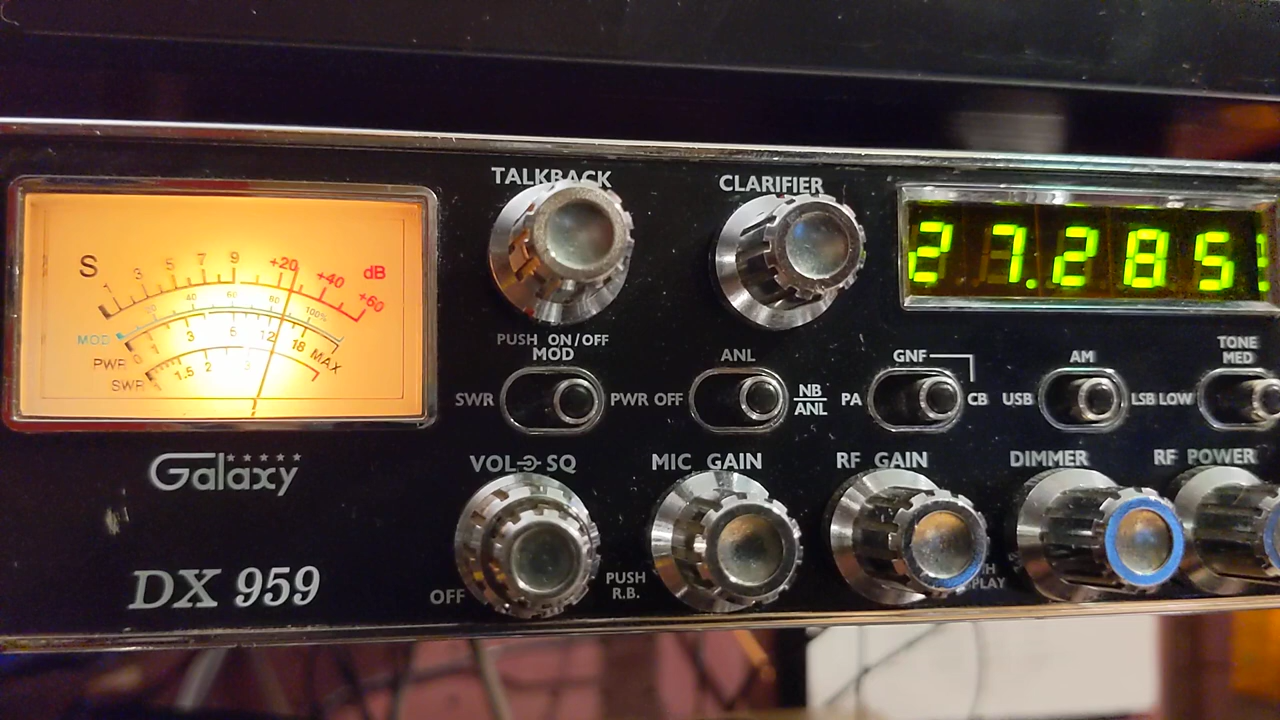 TALKBACK
CLARIFIER
27.285
S 1 3 5 7 9 +20 +40 +60 dB
MOD 20 40 60 80 100%
PWR 0 1 3 6 12 18 MAX
SWR 1 1.5 2 3
PUSH ON/OFF
MOD
ANL
GNF
AM
TONE
MED
SWR
PWR
OFF
NB
ANL
PA
CB
USB
LSB
LOW
Galaxy
VOL SQ
MIC GAIN
RF GAIN
DIMMER
RF POWER
DX 959
OFF
PUSH
R.B.